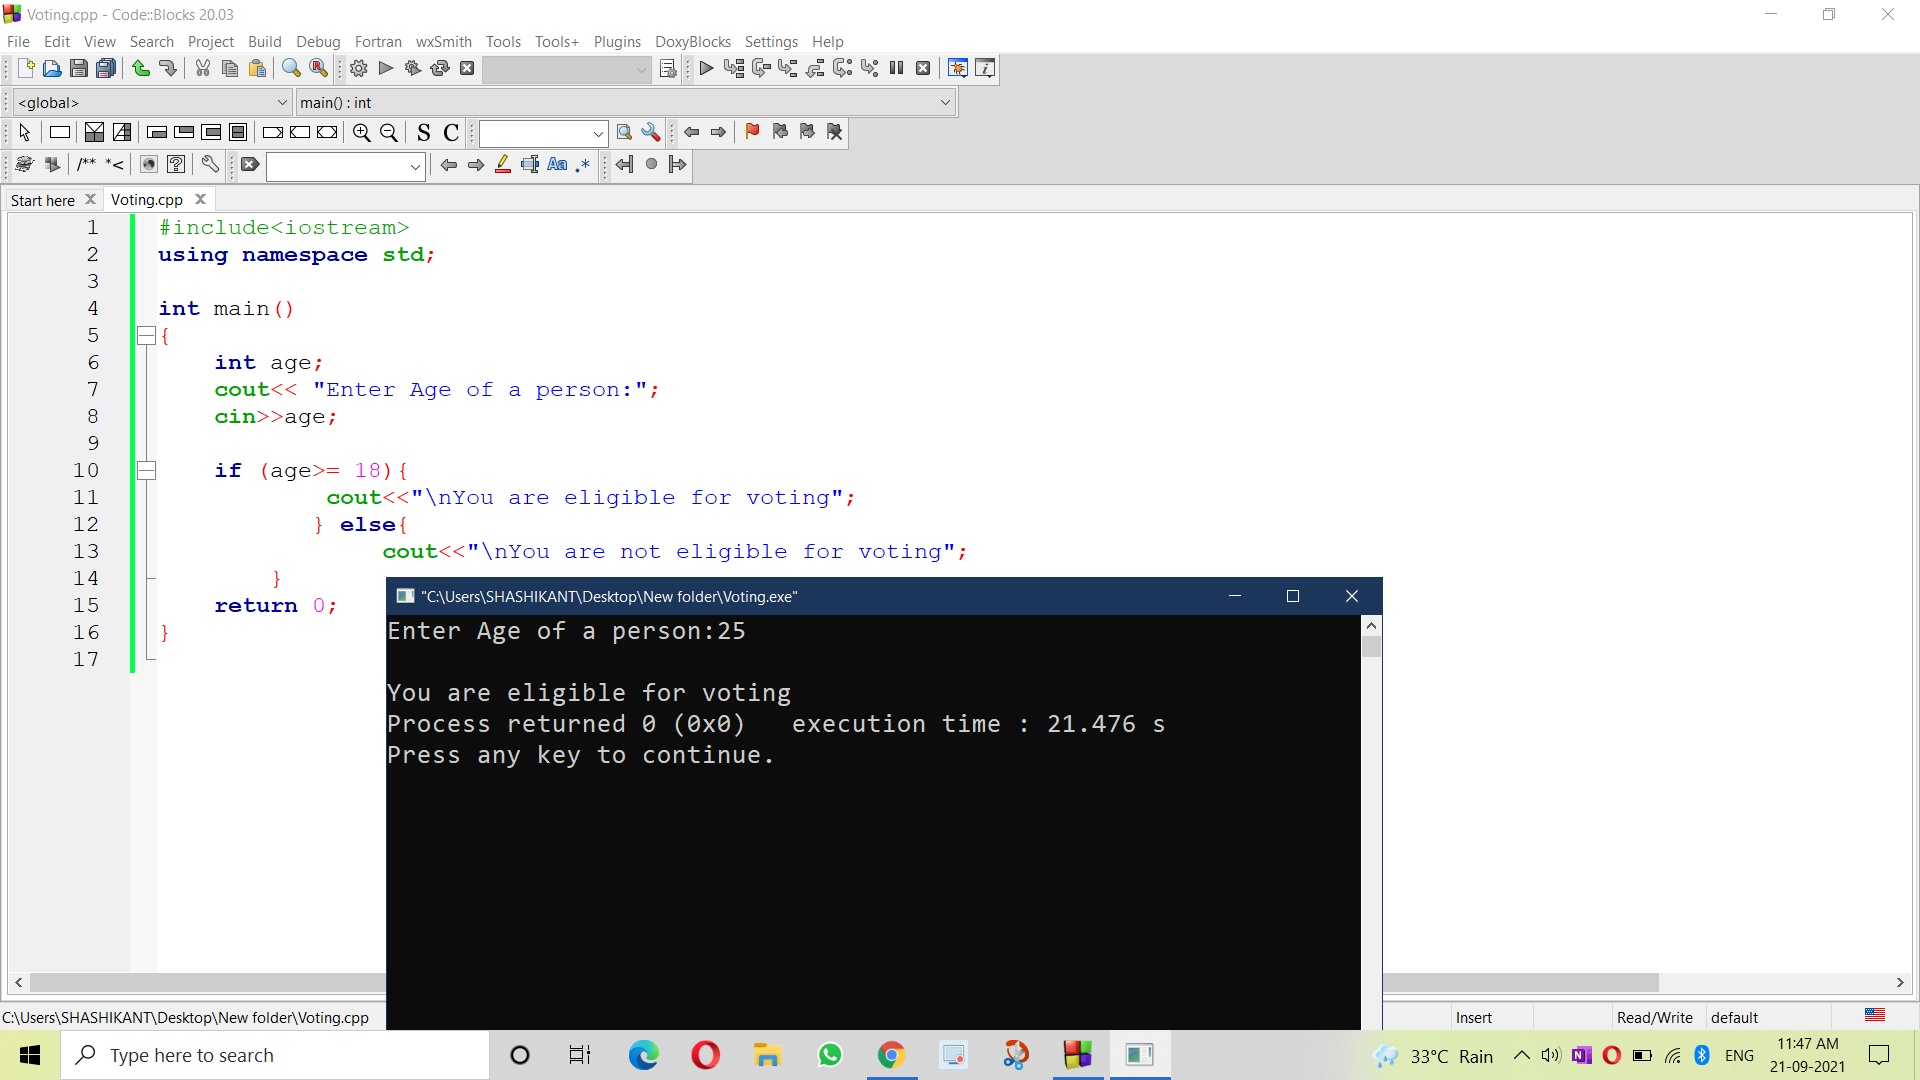 Voting.cpp - Code::Blocks 20.03
File Edit View Search Project Build Debug Fortran wxSmith Tools Tools+ Plugins DoxyBlocks Settings Help
<global> main() : int
S C
/** *< Aa .*
Start here Voting.cpp
1 #include<iostream>
2 using namespace std;
3
4 int main()
5 {
6 int age;
7 cout<< "Enter Age of a person:";
8 cin>>age;
9
10 if (age>= 18){
11 cout<<"\nYou are eligible for voting";
12 } else{
13 cout<<"\nYou are not eligible for voting";
14 }
15 return 0;
16 }
17
"C:\Users\SHASHIKANT\Desktop\New folder\Voting.exe"
Enter Age of a person:25
You are eligible for voting
Process returned 0 (0x0)   execution time : 21.476 s
Press any key to continue.
C:\Users\SHASHIKANT\Desktop\New folder\Voting.cpp Insert Read/Write default
Type here to search 33°C Rain ENG 11:47 AM
21-09-2021